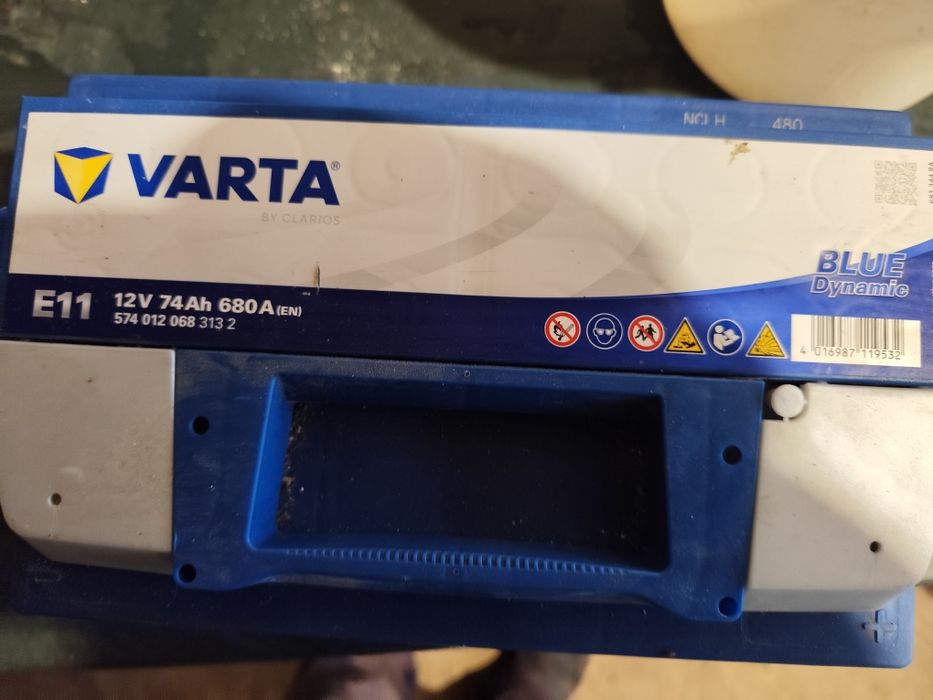 NCLH 480
VARTA®
BY CLARIOS
BLUE
Dynamic
E11 12V 74Ah 680A (EN)
574 012 068 313 2
4 016987 119532
+